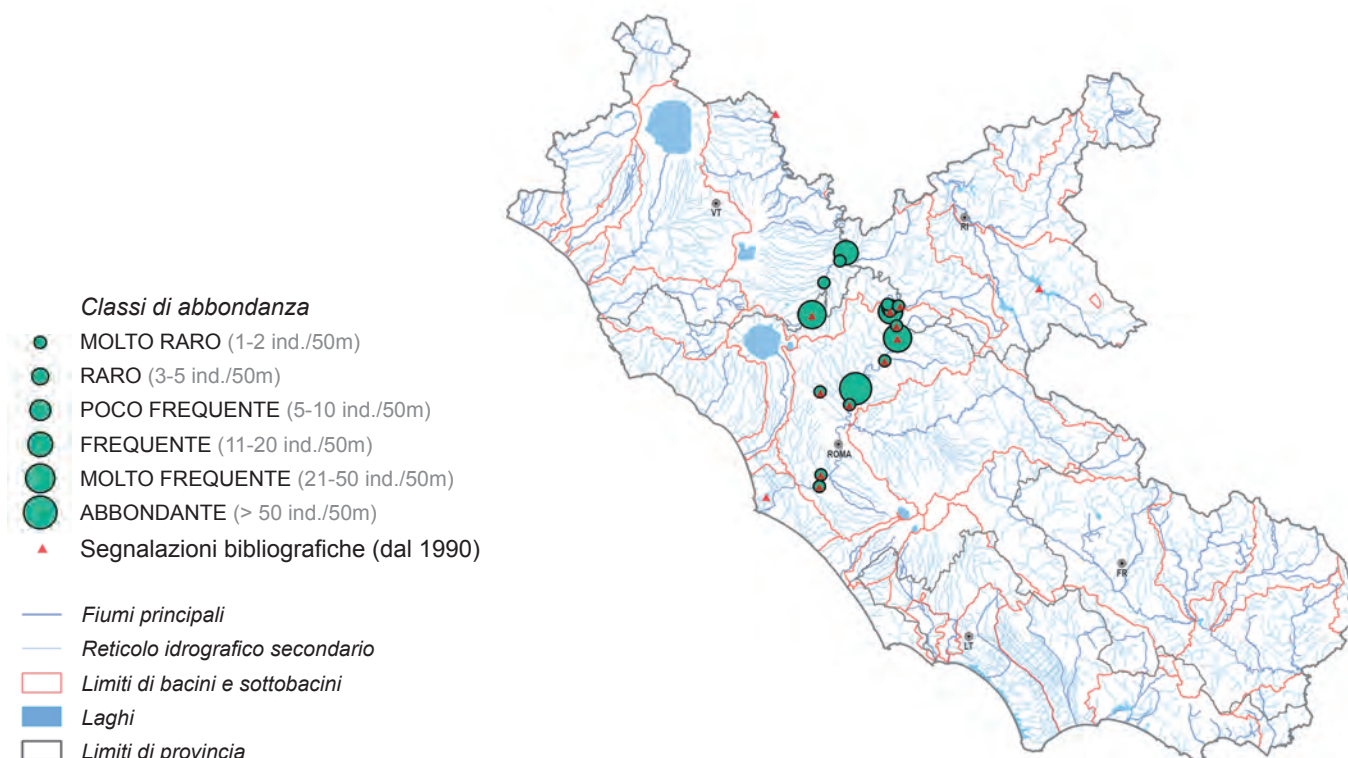 Classi di abbondanza
MOLTO RARO (1-2 ind./50m)
RARO (3-5 ind./50m)
POCO FREQUENTE (5-10 ind./50m)
FREQUENTE (11-20 ind./50m)
MOLTO FREQUENTE (21-50 ind./50m)
ABBONDANTE (> 50 ind./50m)
Segnalazioni bibliografiche (dal 1990)
Fiumi principali
Reticolo idrografico secondario
Limiti di bacini e sottobacini
Laghi
Limiti di provincia
VT
RI
ROMA
FR
LT